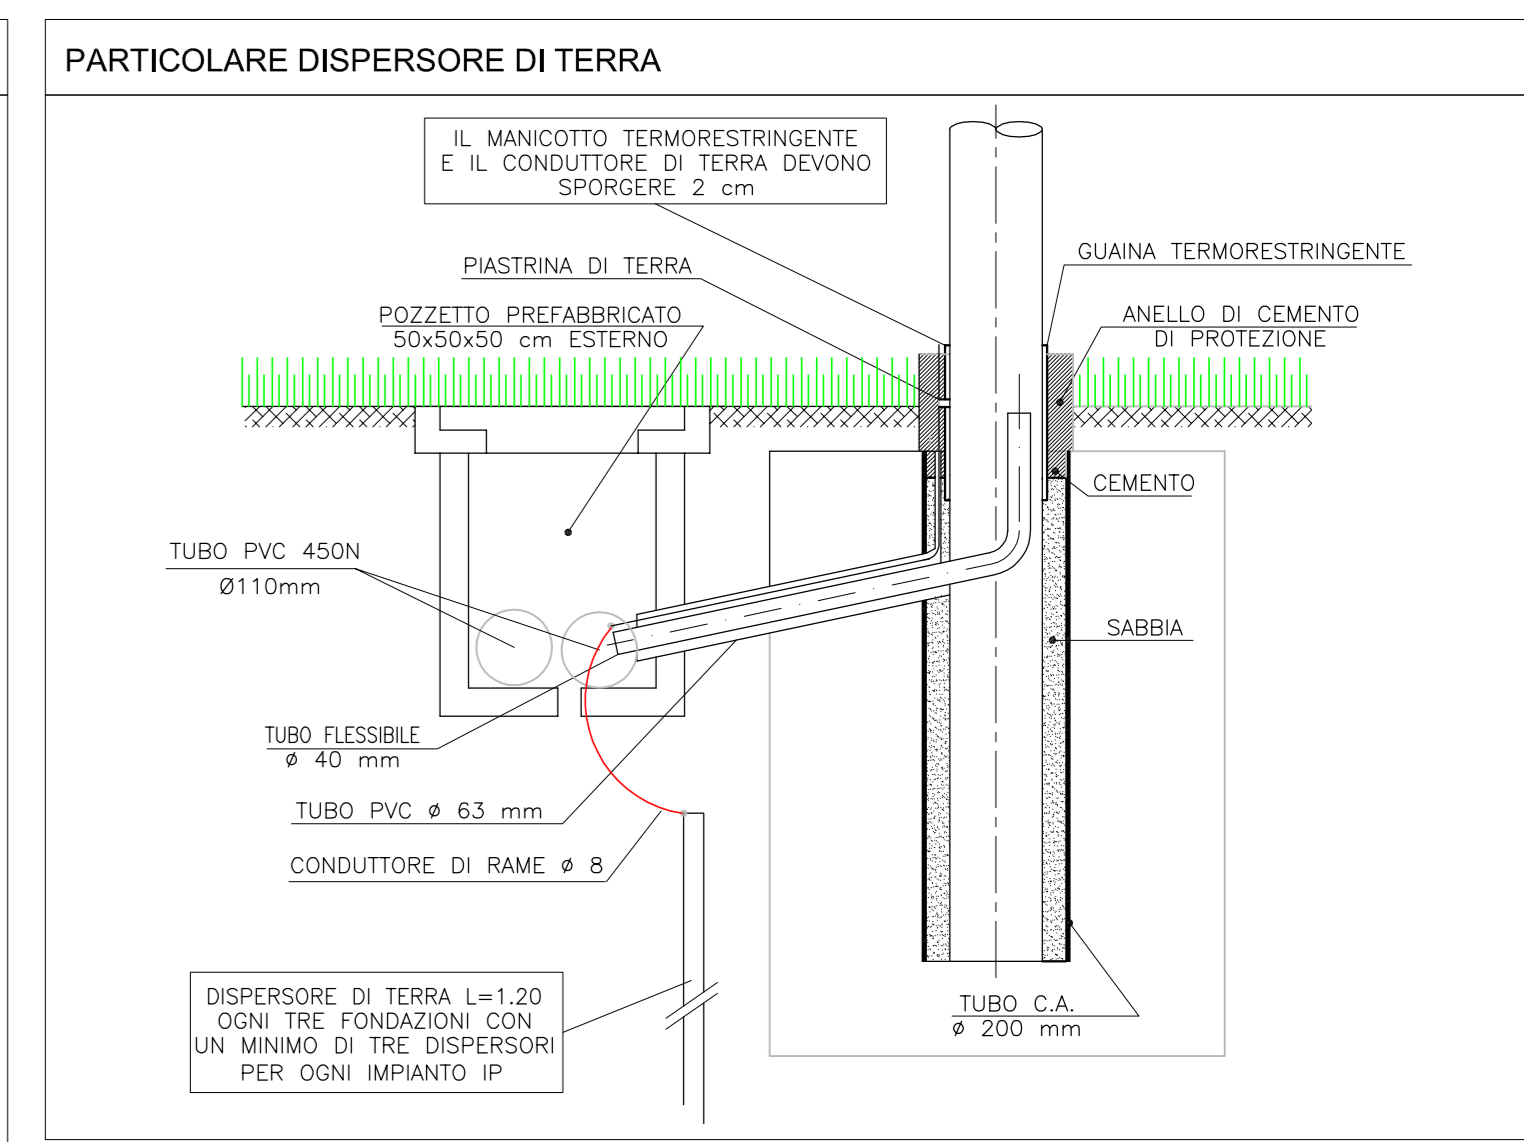 PARTICOLARE DISPERSORE DI TERRA
IL MANICOTTO TERMORESTRINGENTE
E IL CONDUTTORE DI TERRA DEVONO
SPORGERE 2 cm
PIASTRINA DI TERRA
GUAINA TERMORESTRINGENTE
POZZETTO PREFABBRICATO
50x50x50 cm ESTERNO
ANELLO DI CEMENTO
DI PROTEZIONE
CEMENTO
TUBO PVC 450N
Ø110mm
SABBIA
TUBO FLESSIBILE
ø 40 mm
TUBO PVC ø 63 mm
CONDUTTORE DI RAME ø 8
DISPERSORE DI TERRA L=1.20
OGNI TRE FONDAZIONI CON
UN MINIMO DI TRE DISPERSORI
PER OGNI IMPIANTO IP
TUBO C.A.
ø 200 mm